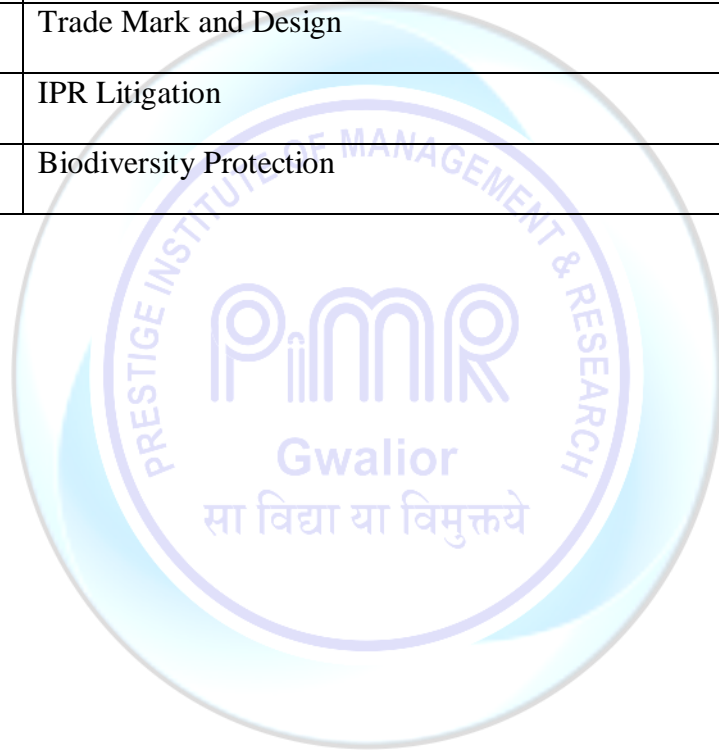 Trade Mark and Design
IPR Litigation
Biodiversity Protection
PRESTIGE INSTITUTE OF MANAGEMENT & RESEARCH
PiMR
Gwalior
सा विद्या या विमुक्तये